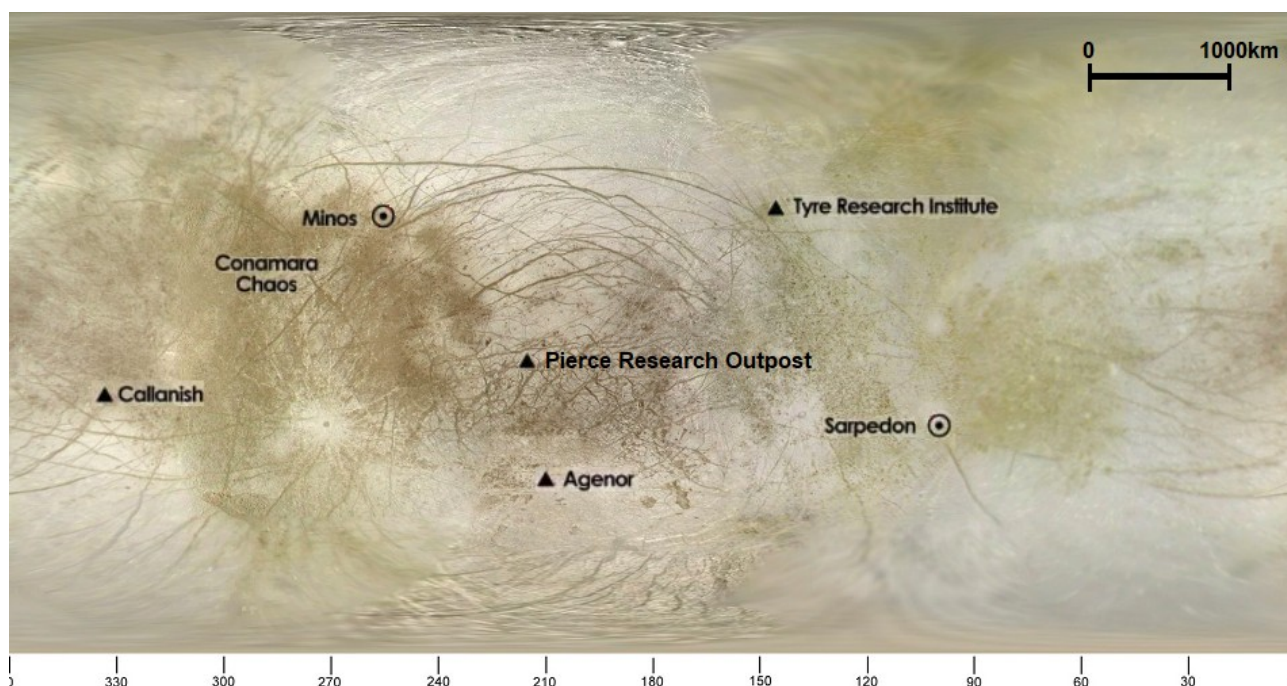 0 1000km
Minos
Tyre Research Institute
Conamara
Chaos
Pierce Research Outpost
Callanish
Sarpedon
Agenor
0 330 300 270 240 210 180 150 120 90 60 30